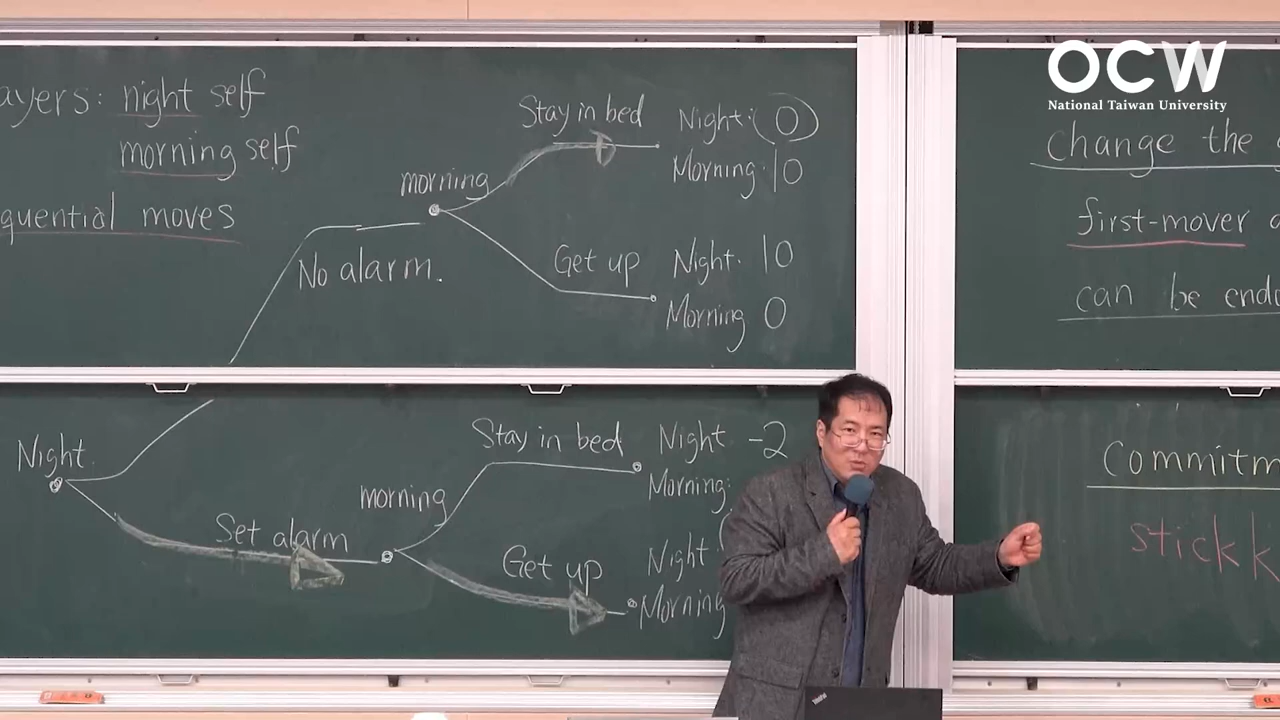 ayers: night self
morning self
quential moves
No alarm.
morning
Stay in bed
Night: 0
Morning: 10
Get up
Night: 10
Morning 0
Night
Set alarm
morning
Stay in bed
Night -2
Morning:
Get up
Night
Morning
OCW
National Taiwan University
Change the
first-mover
can be end
Commitm
stick k
ThinkPad